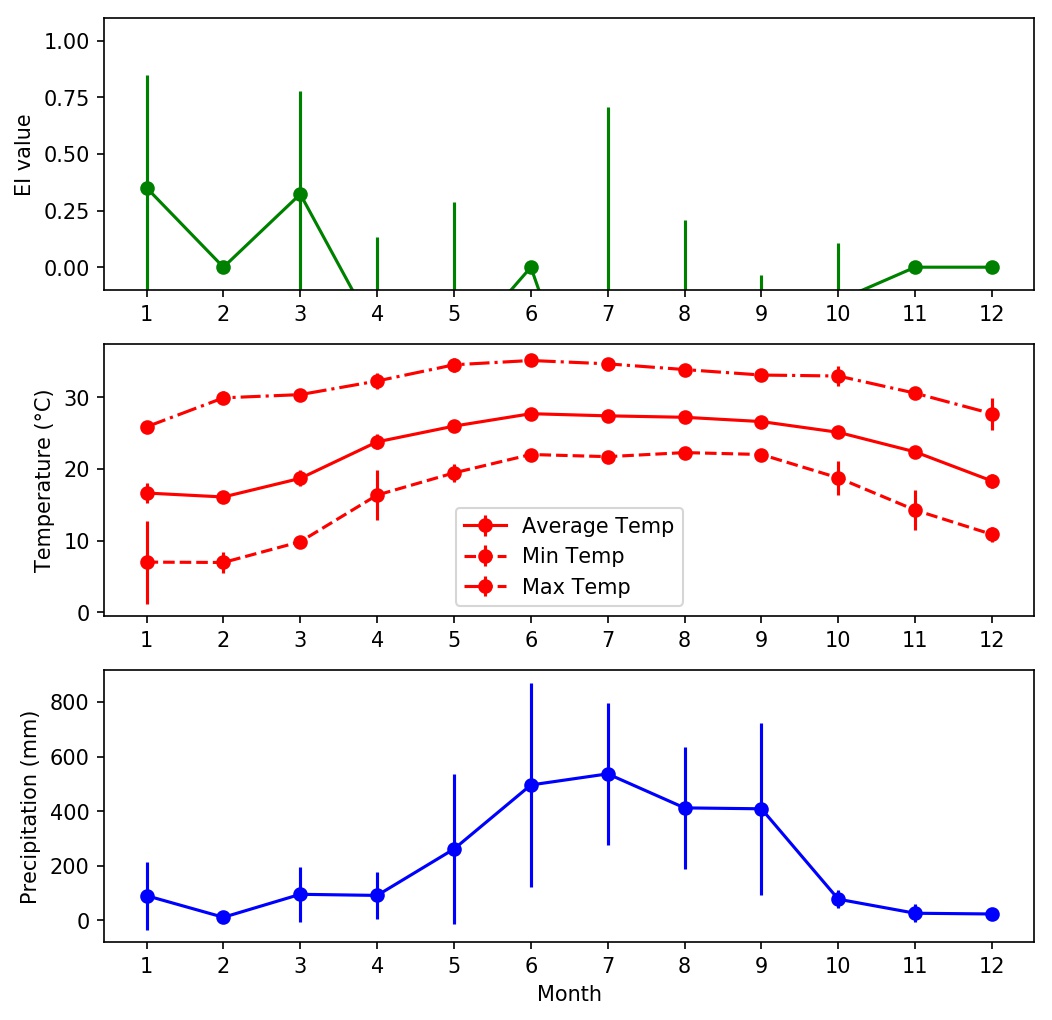 EI value
1.00
0.75
0.50
0.25
0.00
1 2 3 4 5 6 7 8 9 10 11 12
Temperature (°C)
30
20
10
0
Average Temp
Min Temp
Max Temp
1 2 3 4 5 6 7 8 9 10 11 12
Precipitation (mm)
800
600
400
200
0
1 2 3 4 5 6 7 8 9 10 11 12
Month